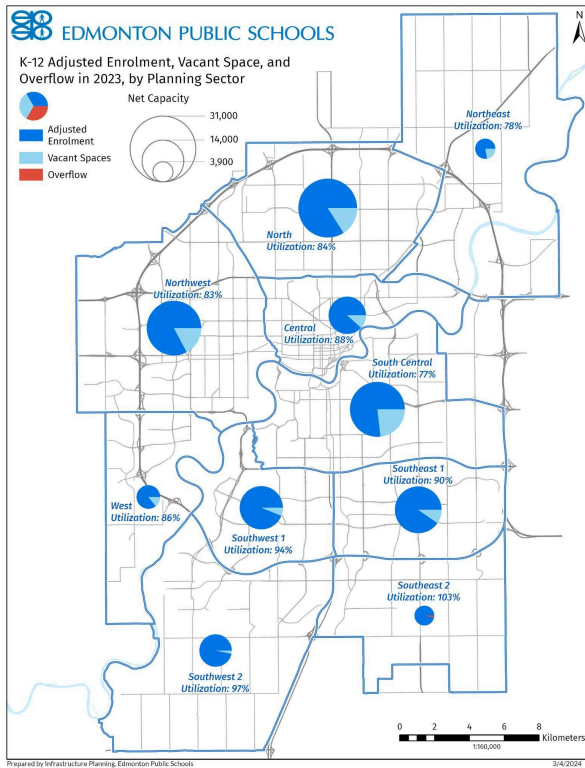 EDMONTON PUBLIC SCHOOLS
N
K-12 Adjusted Enrolment, Vacant Space, and
Overflow in 2023, by Planning Sector
Net Capacity
31,000
14,000
3,900
Adjusted
Enrolment
Vacant Spaces
Overflow
Northeast
Utilization: 78%
North
Utilization: 84%
Northwest
Utilization: 83%
Central
Utilization: 88%
South Central
Utilization: 77%
Southeast 1
Utilization: 90%
West
Utilization: 86%
Southwest 1
Utilization: 94%
Southeast 2
Utilization: 103%
Southwest 2
Utilization: 97%
0 2 4 6 8
Kilometers
1:160,000
Prepared by Infrastructure Planning, Edmonton Public Schools
3/4/2024